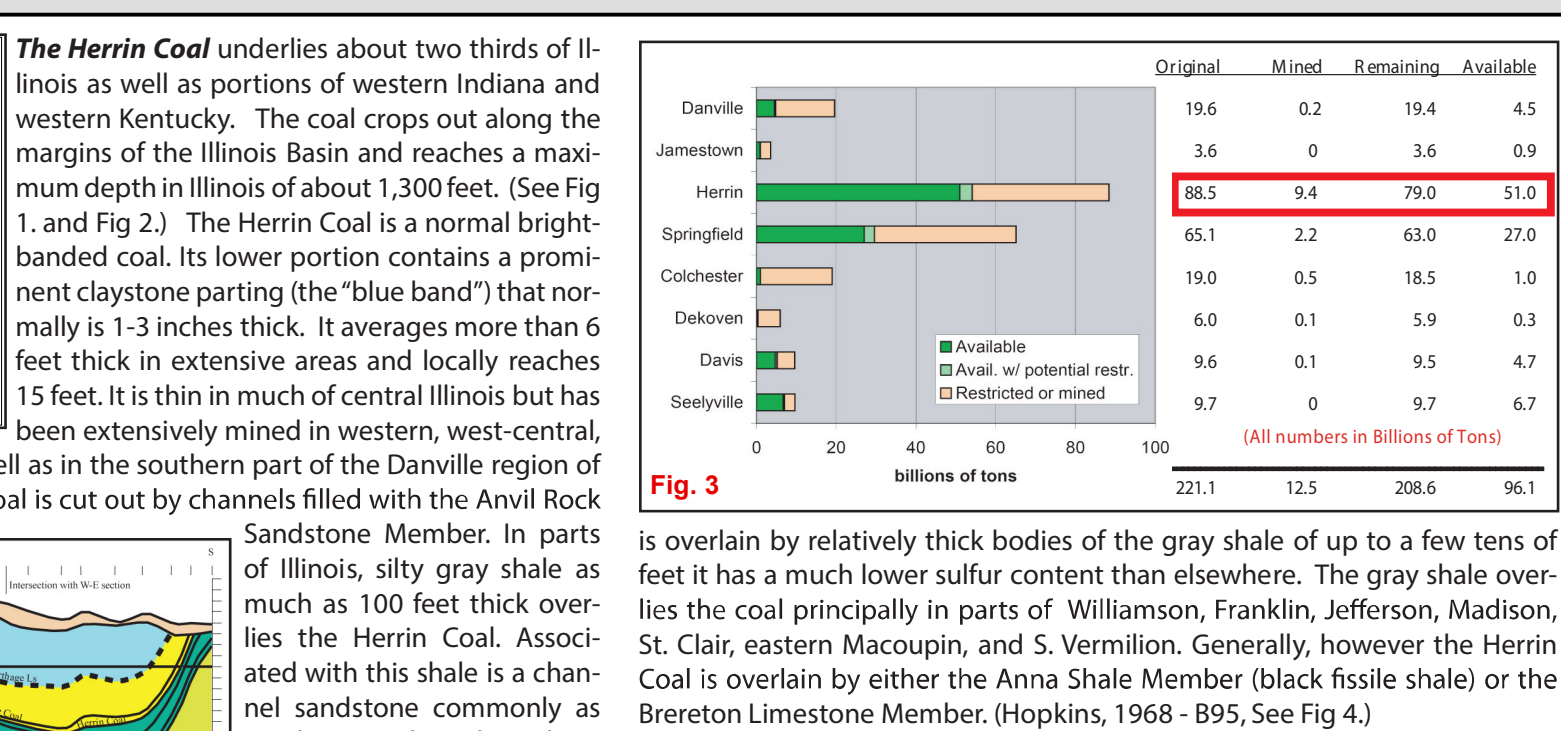 The Herrin Coal underlies about two thirds of Il-
linois as well as portions of western Indiana and
western Kentucky. The coal crops out along the
margins of the Illinois Basin and reaches a maxi-
mum depth in Illinois of about 1,300 feet. (See Fig
1. and Fig 2.) The Herrin Coal is a normal bright-
banded coal. Its lower portion contains a promi-
nent claystone parting (the "blue band") that nor-
mally is 1-3 inches thick. It averages more than 6
feet thick in extensive areas and locally reaches
15 feet. It is thin in much of central Illinois but has
been extensively mined in western, west-central,
ell as in the southern part of the Danville region of
oal is cut out by channels filled with the Anvil Rock
Sandstone Member. In parts
of Illinois, silty gray shale as
much as 100 feet thick over-
lies the Herrin Coal. Associ-
ated with this shale is a chan-
nel sandstone commonly as
S
Intersection with W-E section
rthage Ls
Coal
Herrin Coal
Original Mined Remaining Available
Danville 19.6 0.2 19.4 4.5
Jamestown 3.6 0 3.6 0.9
Herrin 88.5 9.4 79.0 51.0
Springfield 65.1 2.2 63.0 27.0
Colchester 19.0 0.5 18.5 1.0
Dekoven 6.0 0.1 5.9 0.3
Davis 9.6 0.1 9.5 4.7
Seelyville 9.7 0 9.7 6.7
Available
Avail. w/ potential restr.
Restricted or mined
(All numbers in Billions of Tons)
0 20 40 60 80 100
billions of tons
Fig. 3
221.1 12.5 208.6 96.1
is overlain by relatively thick bodies of the gray shale of up to a few tens of
feet it has a much lower sulfur content than elsewhere. The gray shale over-
lies the coal principally in parts of Williamson, Franklin, Jefferson, Madison,
St. Clair, eastern Macoupin, and S. Vermilion. Generally, however the Herrin
Coal is overlain by either the Anna Shale Member (black fissile shale) or the
Brereton Limestone Member. (Hopkins, 1968 - B95, See Fig 4.)